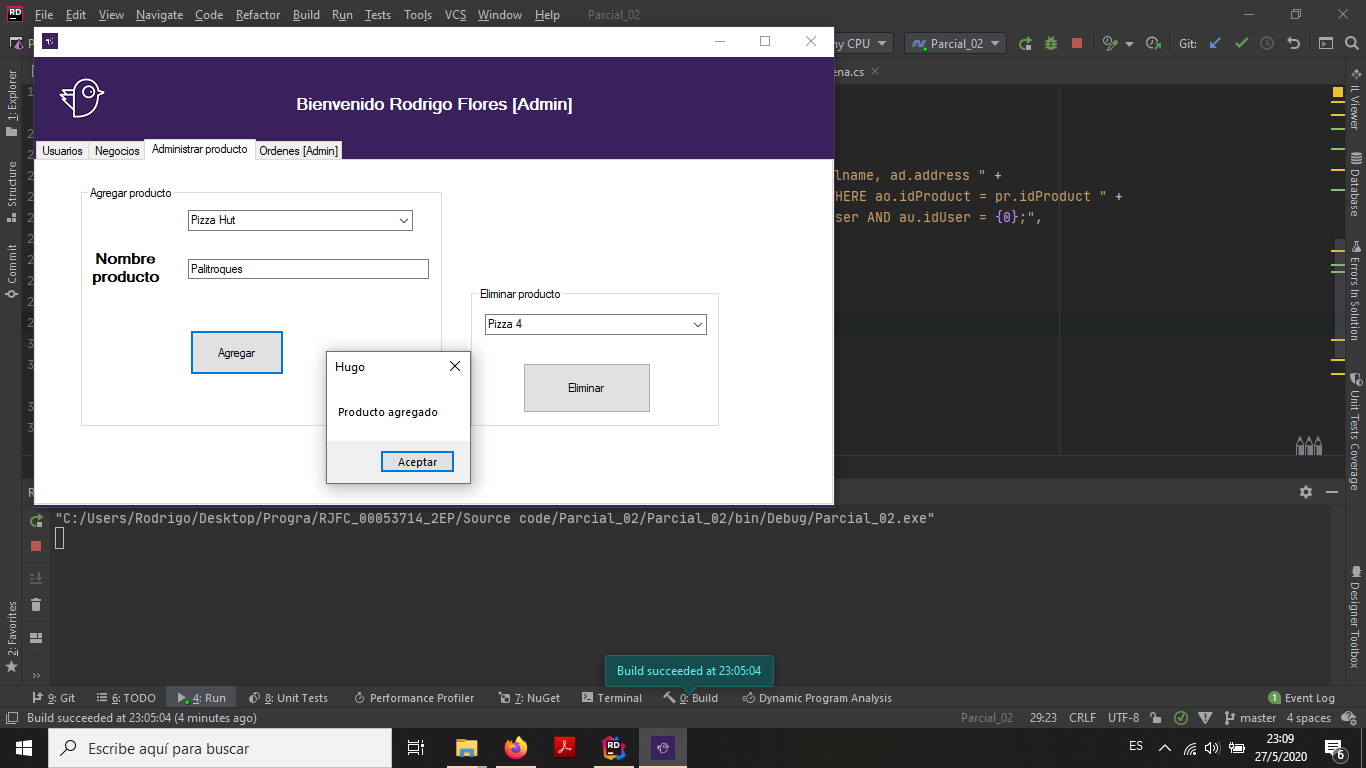 File Edit View Navigate Code Refactor Build Run Tests Tools VCS Window Help Parcial_02
ny CPU Parcial_02 Git:
ena.cs
Bienvenido Rodrigo Flores [Admin]
Usuarios Negocios Administrar producto Ordenes [Admin]
Agregar producto
Pizza Hut
Nombre
producto
Palitroques
Agregar
Eliminar producto
Pizza 4
Eliminar
Hugo
Producto agregado
Aceptar
lname, ad.address " +
HERE ao.idProduct = pr.idProduct " +
ser AND au.idUser = {0};",
1: Explorer
Structure
Commit
2: Favorites
IL Viewer
Database
Errors In Solution
Unit Tests Coverage
Designer Toolbox
"C:/Users/Rodrigo/Desktop/Progra/RJFC_00053714_2EP/Source code/Parcial_02/Parcial_02/bin/Debug/Parcial_02.exe"
Build succeeded at 23:05:04
9: Git 6: TODO 4: Run 8: Unit Tests Performance Profiler 7: NuGet Terminal 0: Build Dynamic Program Analysis 1 Event Log
Build succeeded at 23:05:04 (4 minutes ago) Parcial_02 29:23 CRLF UTF-8 master 4 spaces
Escribe aquí para buscar
RD
ES
23:09
27/5/2020
6